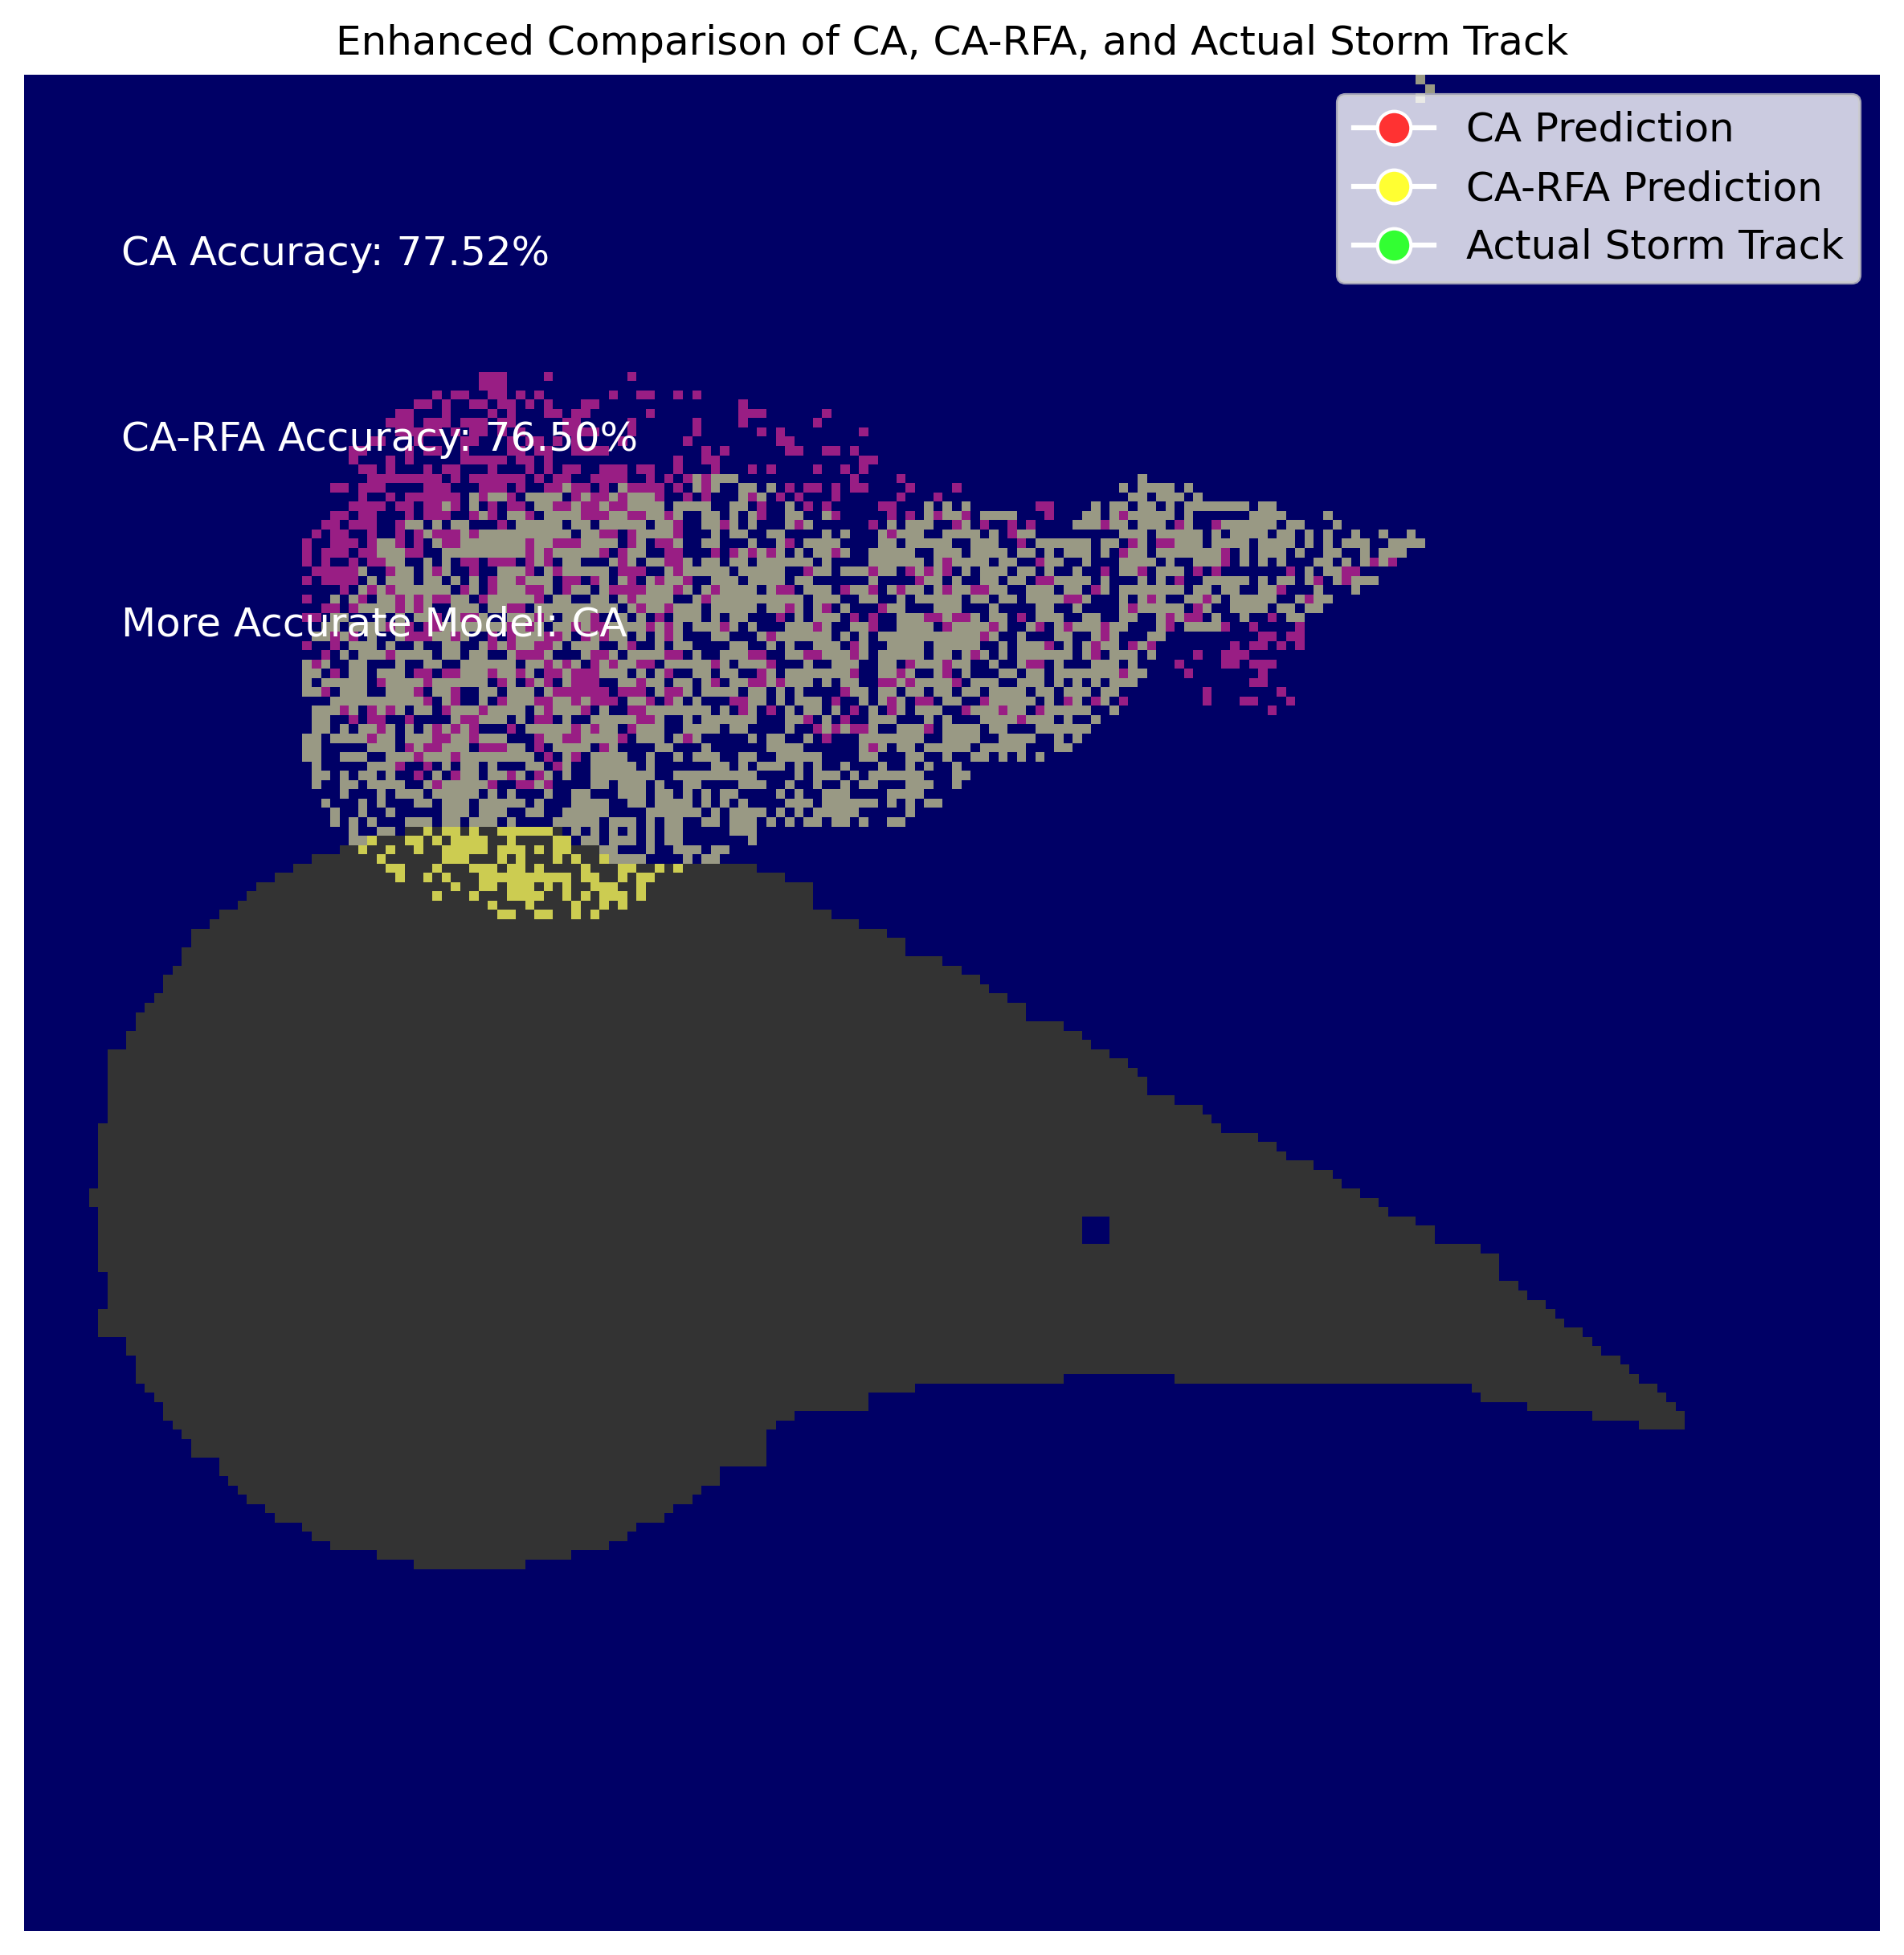 Enhanced Comparison of CA, CA-RFA, and Actual Storm Track
CA Prediction
CA-RFA Prediction
Actual Storm Track
CA Accuracy: 77.52%
CA-RFA Accuracy: 76.50%
More Accurate Model: CA